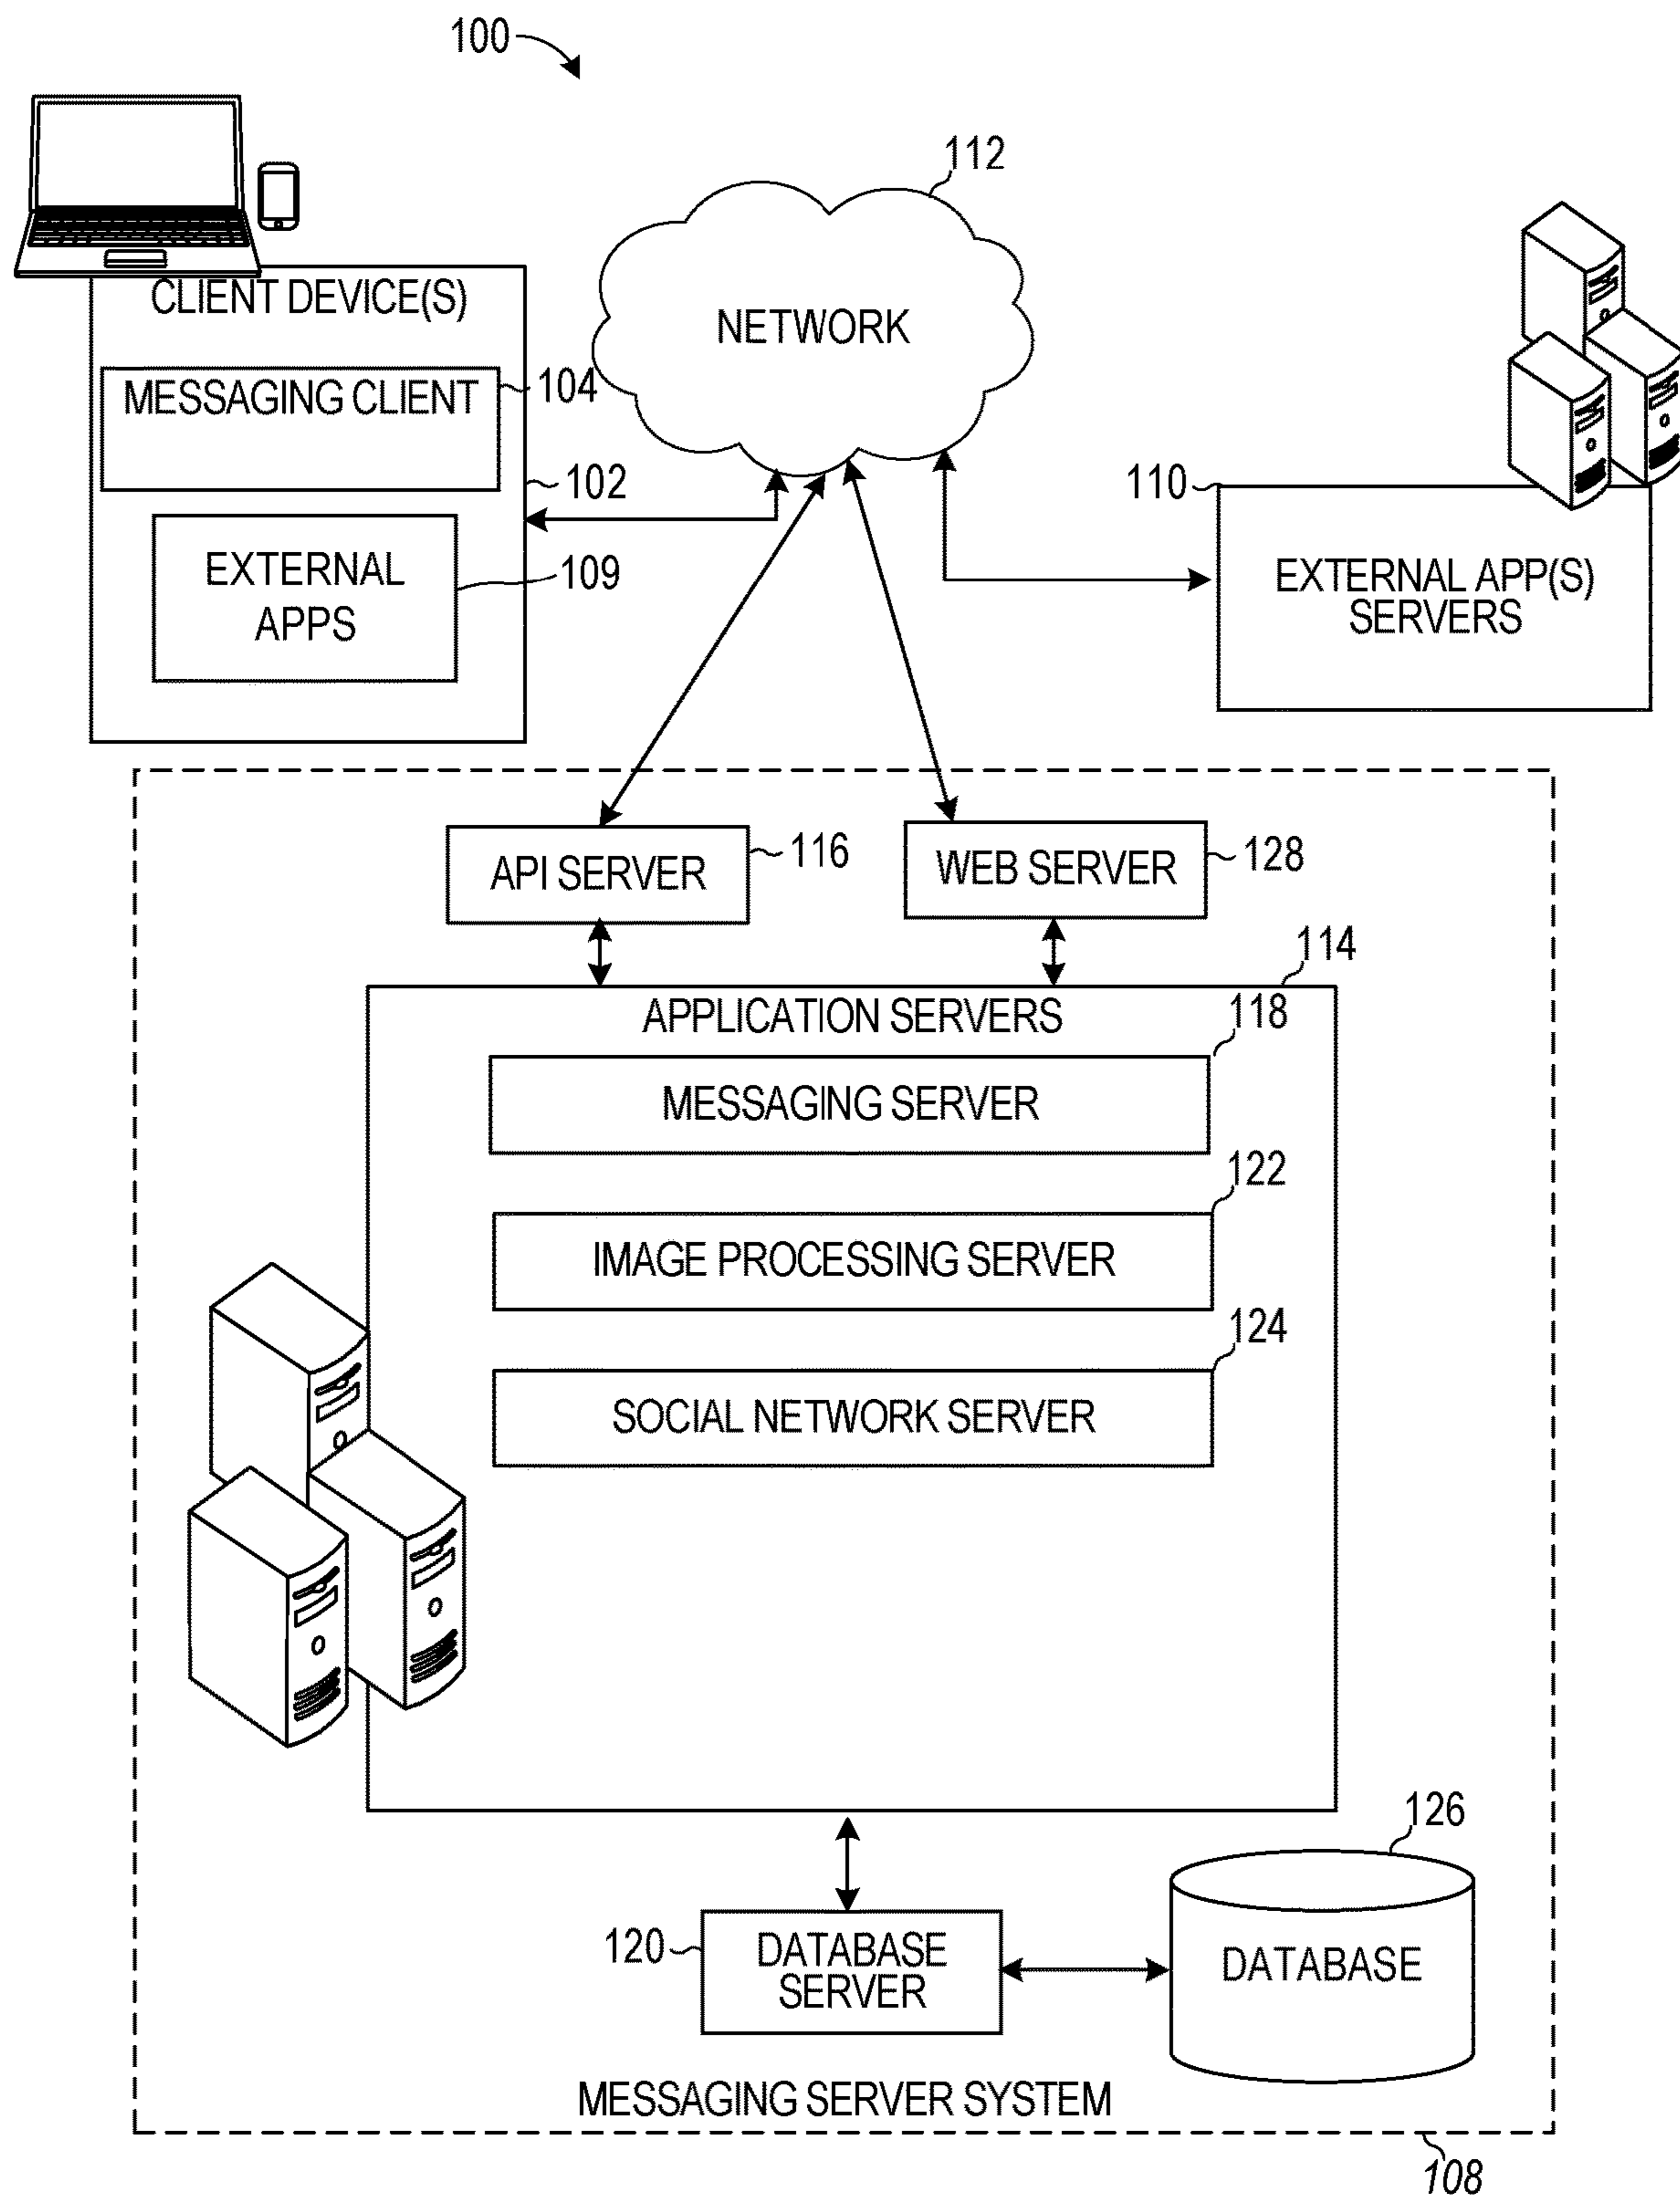 100
112
CLIENT DEVICE(S)
NETWORK
MESSAGING CLIENT
104
102
110
EXTERNAL
APPS
109
EXTERNAL APP(S)
SERVERS
API SERVER
116
WEB SERVER
128
114
APPLICATION SERVERS
118
MESSAGING SERVER
122
IMAGE PROCESSING SERVER
124
SOCIAL NETWORK SERVER
126
120
DATABASE
SERVER
DATABASE
MESSAGING SERVER SYSTEM
108